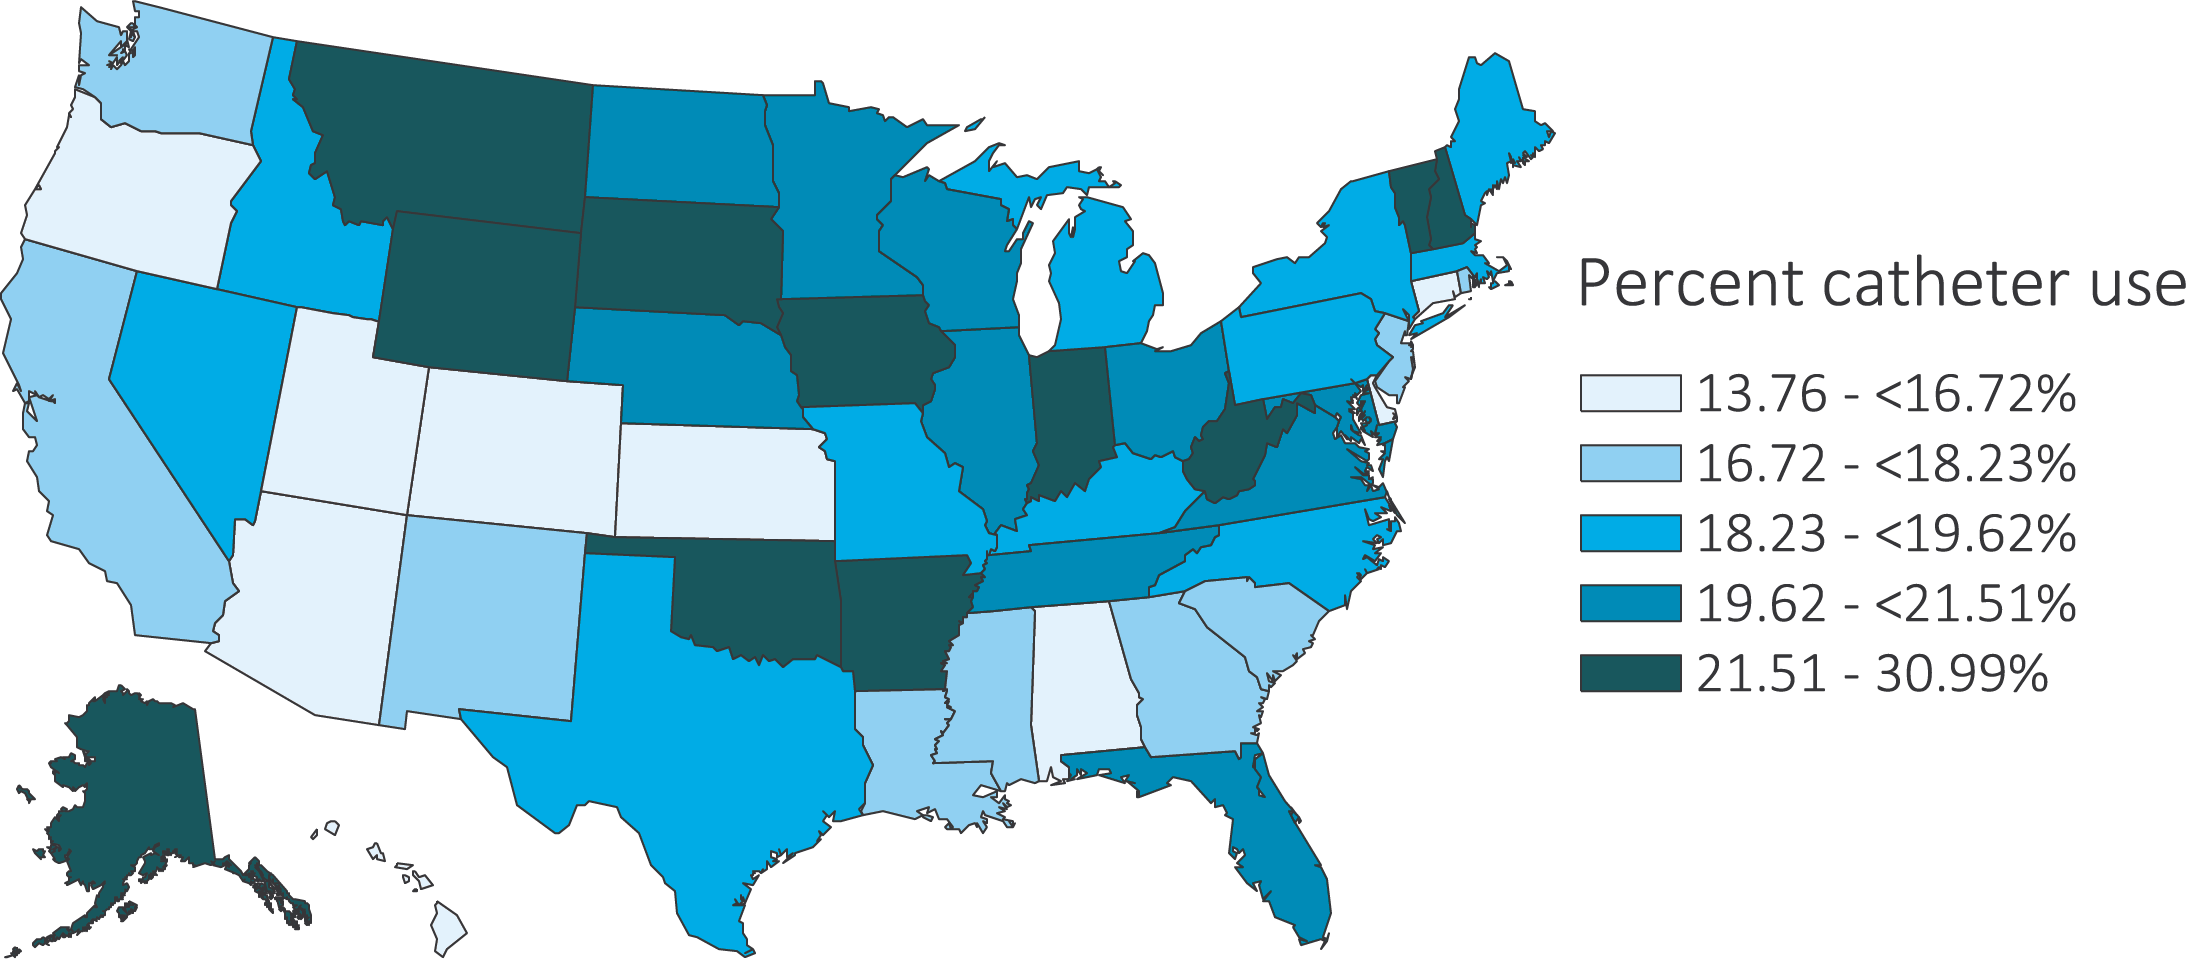 Percent catheter use
13.76 - <16.72%
16.72 - <18.23%
18.23 - <19.62%
19.62 - <21.51%
21.51 - 30.99%